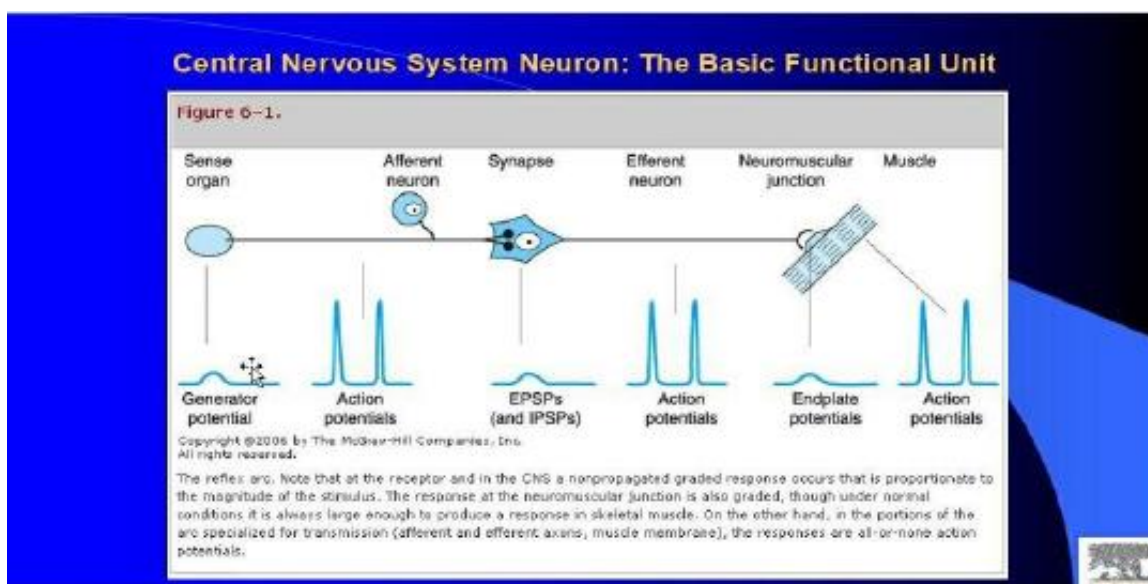 Central Nervous System Neuron: The Basic Functional Unit
Figure 6–1.
Sense organ
Afferent neuron
Synapse
Efferent neuron
Neuromuscular junction
Muscle
Generator potential
Action potentials
EPSPs (and IPSPs)
Action potentials
Endplate potentials
Action potentials
Copyright ©2006 by The McGraw-Hill Companies, Inc.
All rights reserved.
The reflex arc. Note that at the receptor and in the CNS a nonpropagated graded response occurs that is proportionate to
the magnitude of the stimulus. The response at the neuromuscular junction is also graded, though under normal
conditions it is always large enough to produce a response in skeletal muscle. On the other hand, in the portions of the
arc specialized for transmission (afferent and efferent axons, muscle membrane), the responses are all-or-none action
potentials.